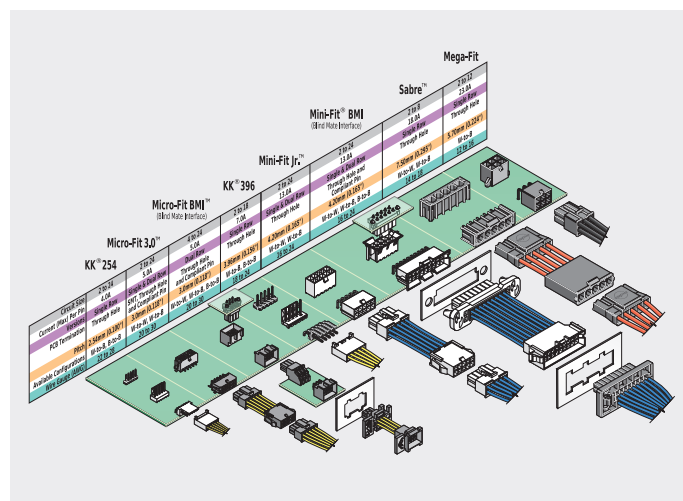 Mega-Fit
2 to 12
23.0A
Single Row
Through Hole
5.70mm (0.224")
W-to-B
12 to 16
Sabre™
2 to 8
18.0A
Single Row
Through Hole
7.50mm (0.295")
W-to-W, W-to-B
14 to 18
Mini-Fit® BMI
(Blind Mate Interface)
2 to 24
13.0A
Single & Dual Row
Through Hole and
Compliant Pin
4.20mm (0.165")
W-to-W, W-to-B, B-to-B
Mini-Fit Jr.™
2 to 24
13.0A
Single & Dual Row
Through Hole
4.20mm (0.165")
W-to-W, W-to-B
KK® 396
2 to 18
7.0A
Single Row
Through Hole
3.96mm (0.156")
W-to-B, B-to-B
18 to 24
Micro-Fit BMI™
(Blind Mate Interface)
4 to 24
5.0A
Dual Row
Through Hole
and Compliant Pin
3.0mm (0.118")
W-to-W, W-to-B, B-to-B
20 to 30
Micro-Fit 3.0™
2 to 24
5.0A
Single & Dual Row
SMT, Through Hole
and Compliant Pin
3.0mm (0.118")
W-to-W, W-to-B, B-to-B
20 to 30
KK® 254
2 to 24
4.0A
Single Row
Through Hole
2.54mm (0.100")
W-to-B, B-to-B
Circuit Size
Current (Max) Per Pin
Versions
PCB Termination
Pitch
Available Configurations
Wire Gauge (AWG)